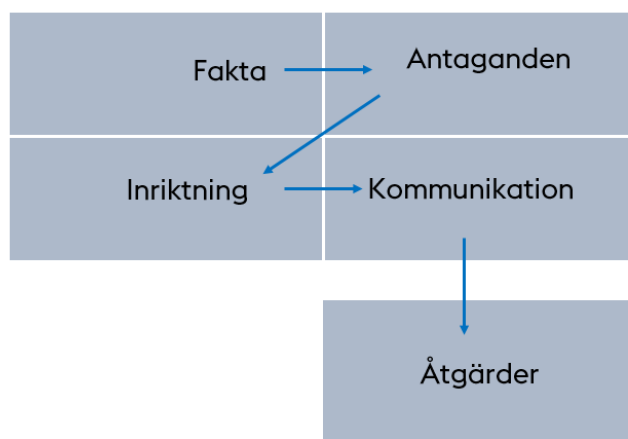 Fakta
Antaganden
Inriktning
Kommunikation
Åtgärder